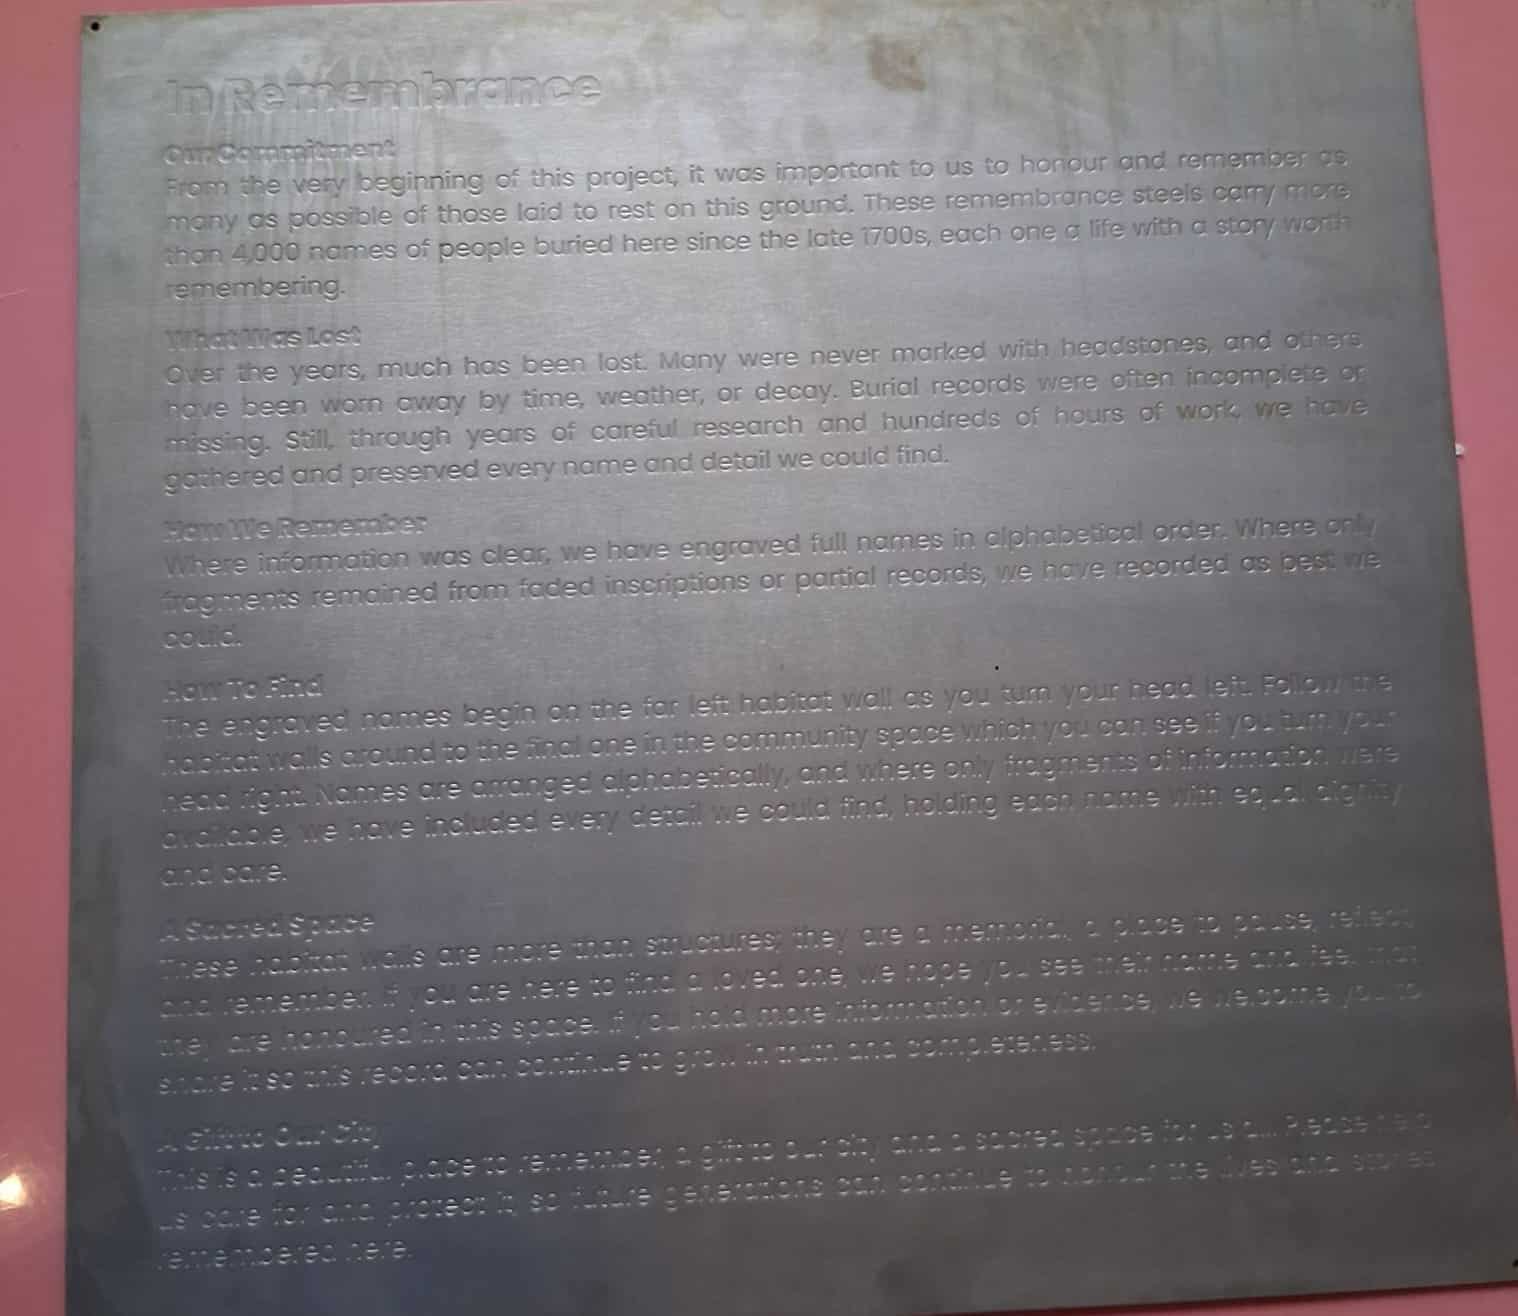 In Remembrance
Our Commitment
From the very beginning of this project, it was important to us to honour and remember as
many as possible of those laid to rest on this ground. These remembrance steels carry more
than 4,000 names of people buried here since the late 1700s, each one a life with a story worth
remembering.
What Was Lost
Over the years, much has been lost. Many were never marked with headstones, and others
have been worn away by time, weather, or decay. Burial records were often incomplete or
missing. Still, through years of careful research and hundreds of hours of work, we have
gathered and preserved every name and detail we could find.
How We Remember
Where information was clear, we have engraved full names in alphabetical order. Where only
fragments remained from faded inscriptions or partial records, we have recorded as best we
could.
How To Find
The engraved names begin on the far left habitat wall as you turn your head left. Follow the
habitat walls around to the final one in the community space which you can see if you turn your
head right. Names are arranged alphabetically, and where only fragments of information were
available, we have included every detail we could find, holding each name with equal dignity
and care.
A Sacred Space
These habitat walls are more than structures; they are a memorial, a place to pause, reflect
and remember. If you are here to find a loved one, we hope you see their name and feel that
they are honoured in this space. If you hold more information or evidence, we welcome you to
share it so this record can continue to grow in truth and completeness.
A Gift to Our City
This is a beautiful place to remember, a gift to our city and a sacred space for us all. Please help
us care for and protect it, so future generations can continue to honour the lives and stories
remembered here.